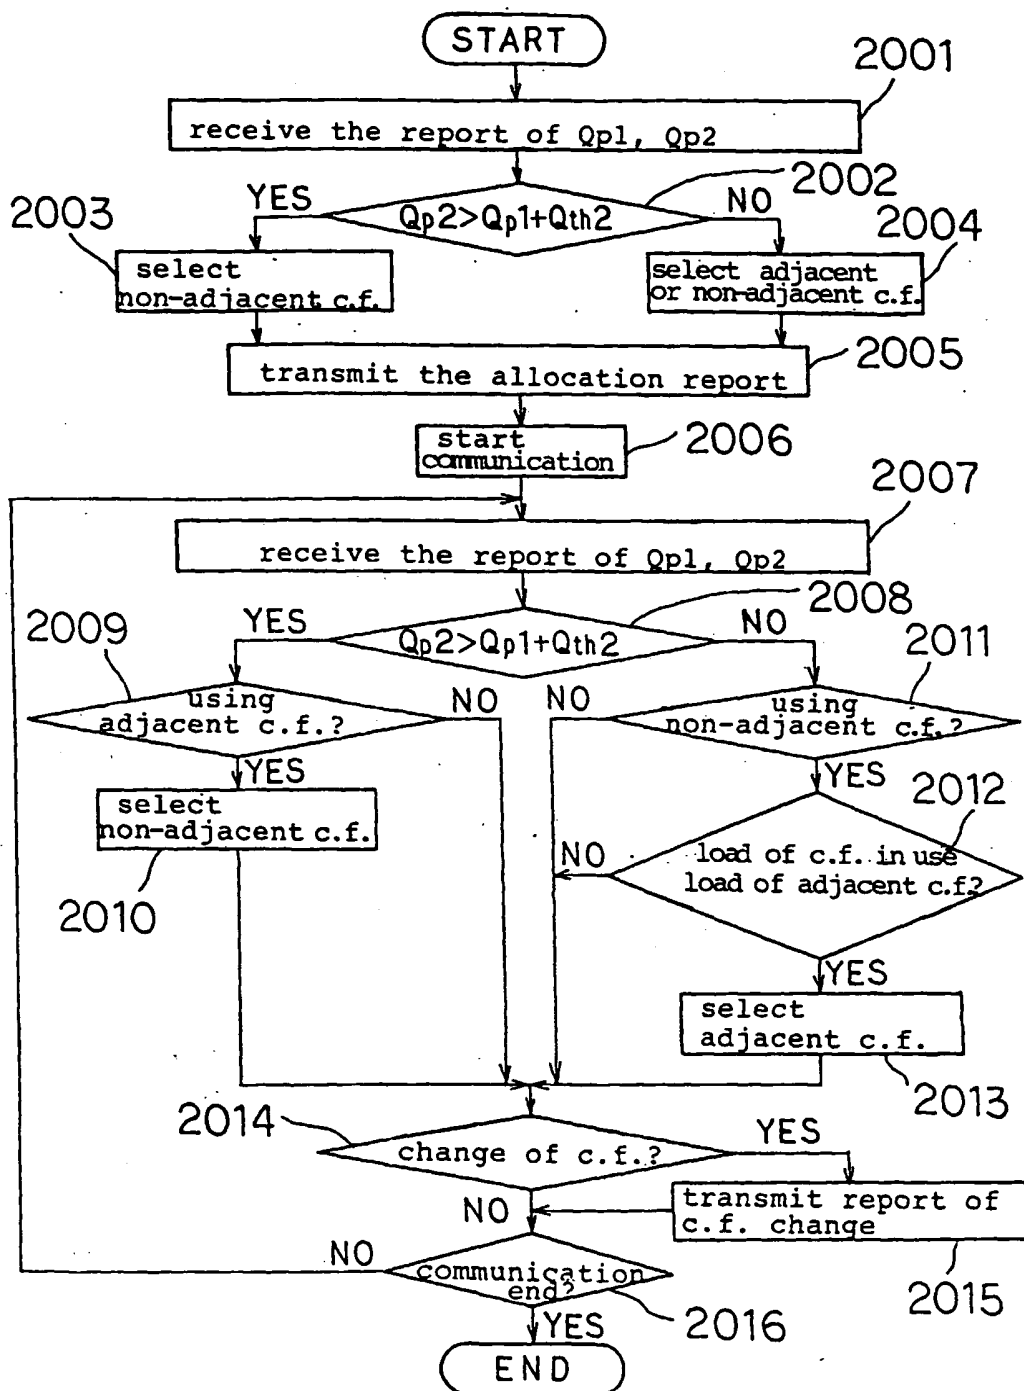 START
2001
receive the report of Qp1, Qp2
2002
YES
NO
Qp2>Qp1+Qth2
2003
2004
select
non-adjacent c.f.
select adjacent
or non-adjacent c.f.
2005
transmit the allocation report
2006
start
communication
2007
receive the report of Qp1, Qp2
2008
YES
NO
Qp2>Qp1+Qth2
2009
2011
using
adjacent c.f.?
NO
NO
using
non-adjacent c.f.?
YES
YES
2012
select
non-adjacent c.f.
NO
load of c.f. in use
load of adjacent c.f.?
2010
YES
select
adjacent c.f.
2013
2014
change of c.f.?
YES
NO
transmit report of
c.f. change
2015
NO
communication
end?
2016
YES
END